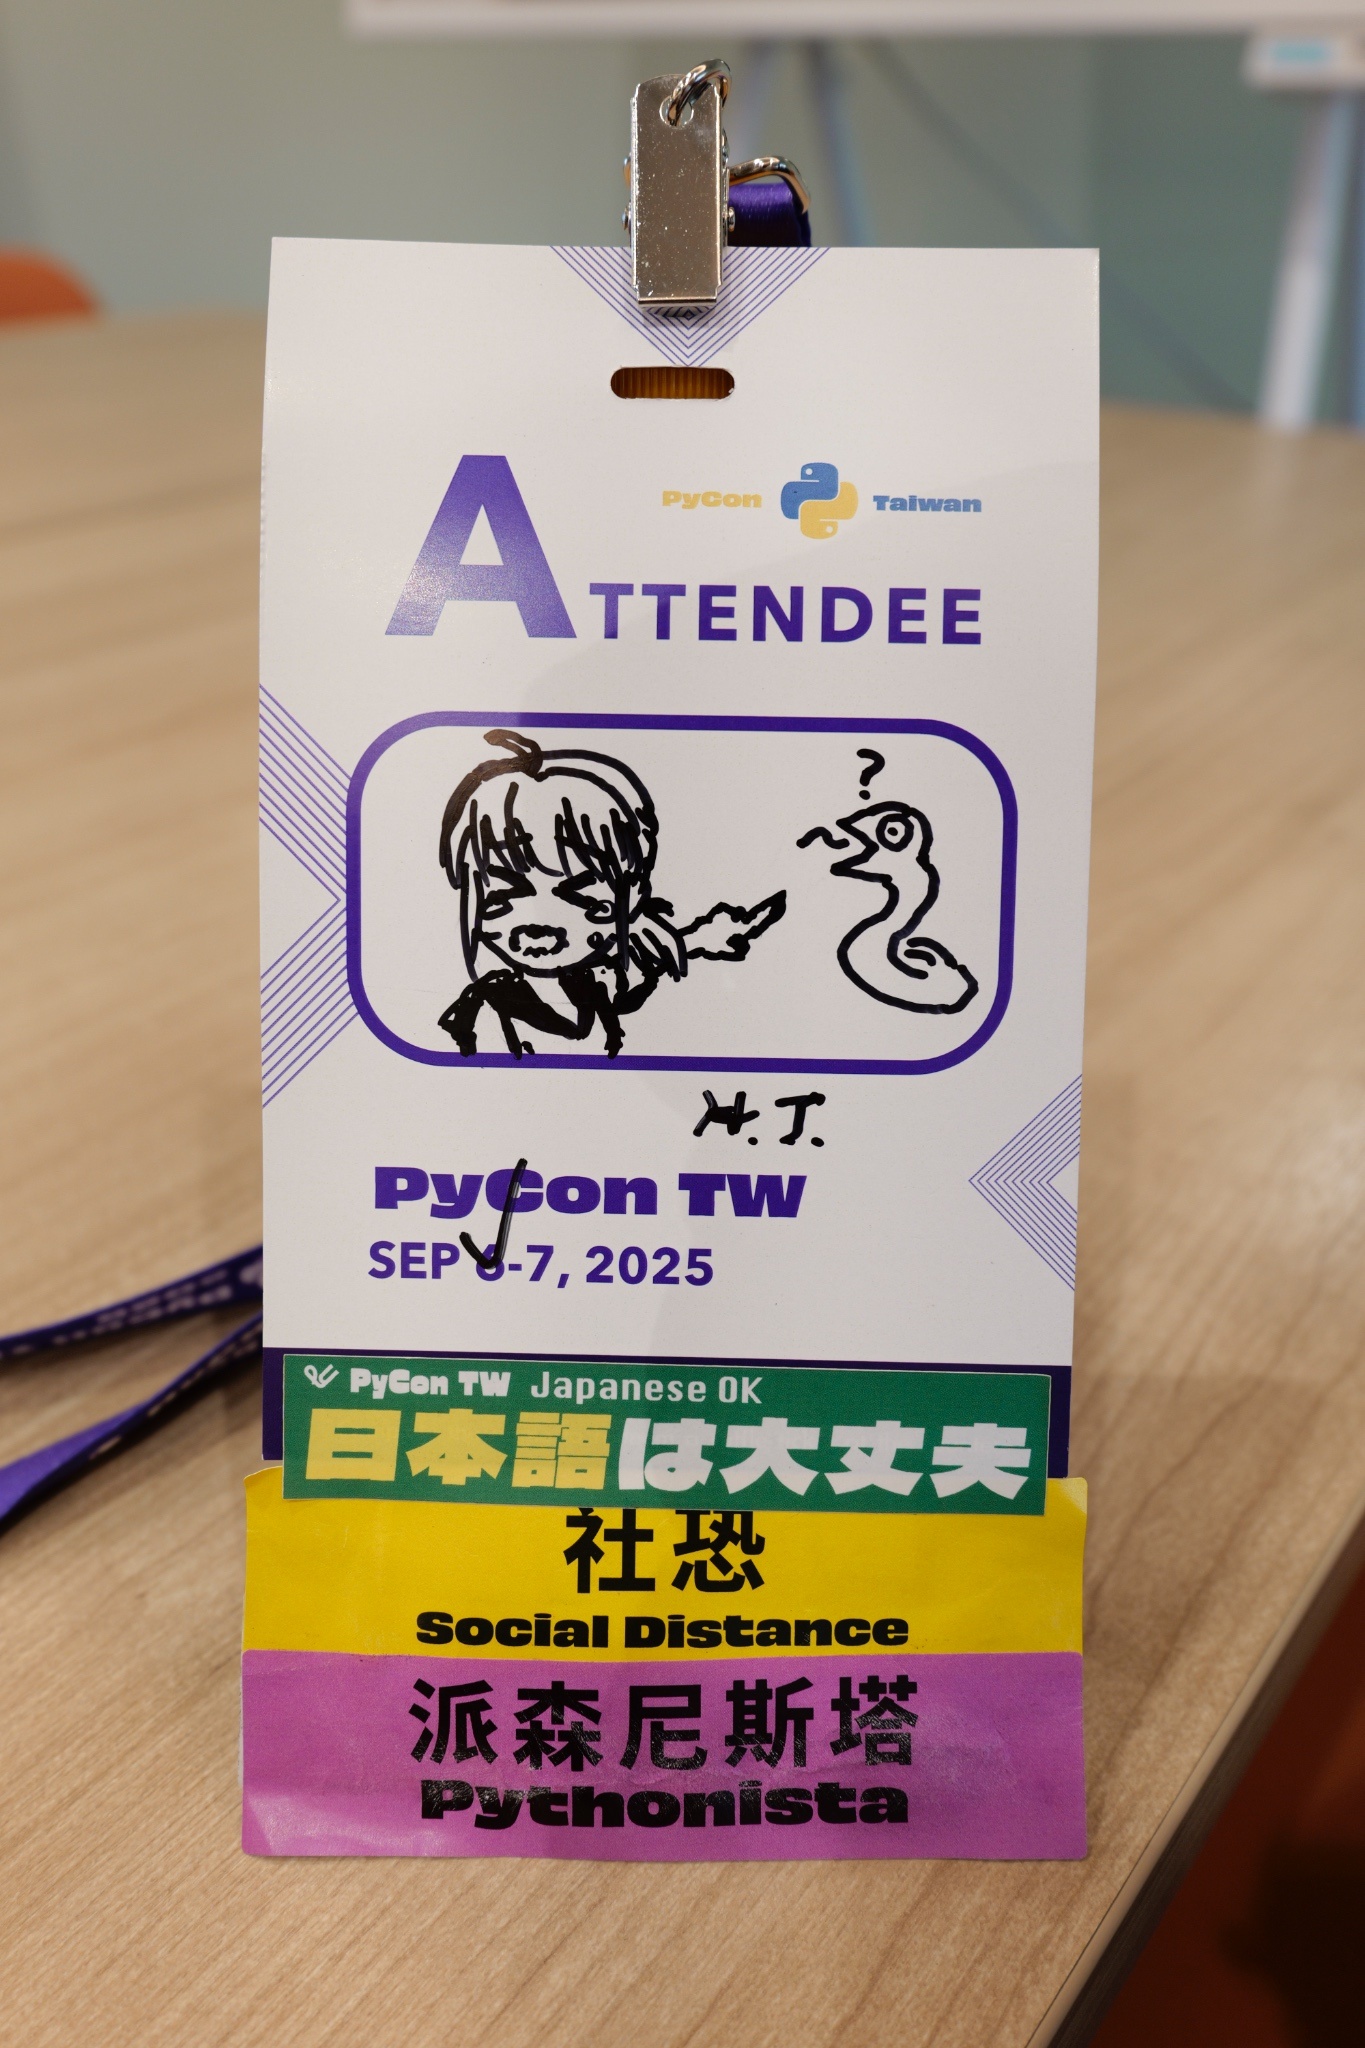 PyCon Taiwan
ATTENDEE
?
H.J.
PyCon TW
SEP 6-7, 2025
PyCon TW Japanese OK
日本語は大丈夫
社恐
Social Distance
派森尼斯塔
Pythonista